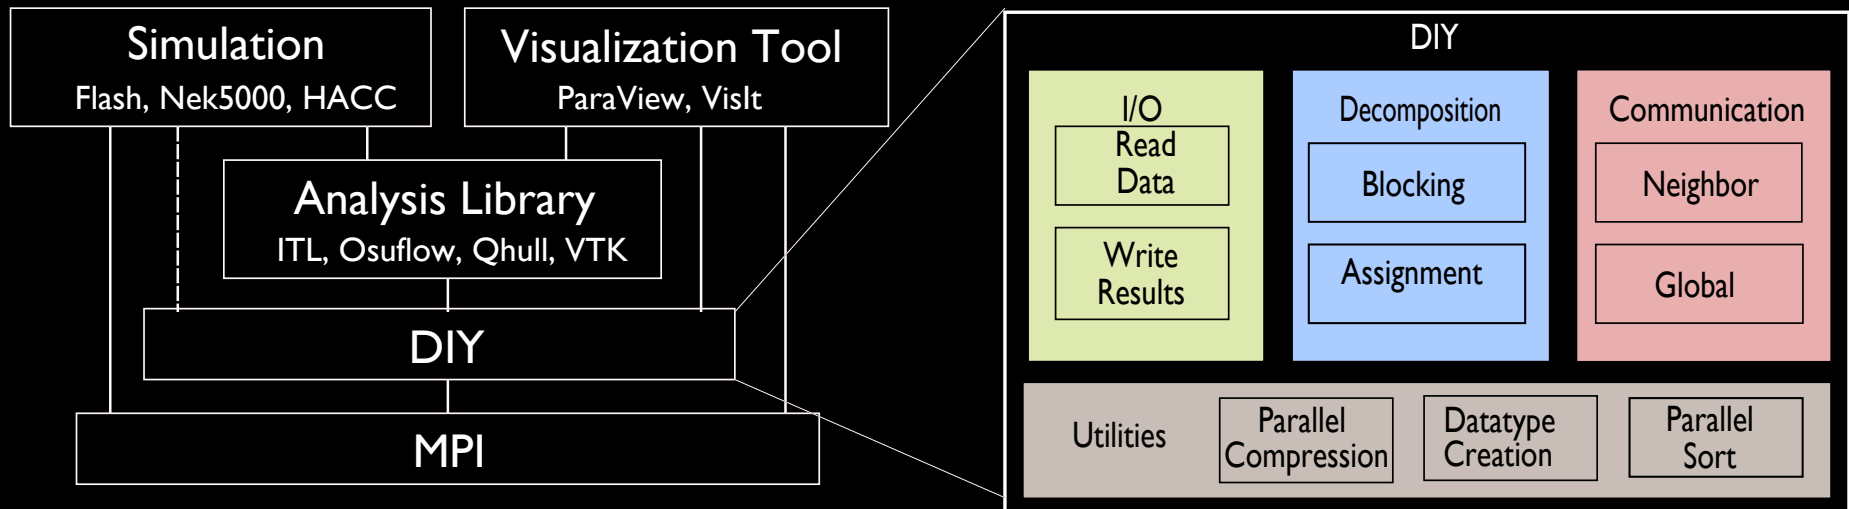 Simulation
Flash, Nek5000, HACC
Visualization Tool
ParaView, VisIt
Analysis Library
ITL, Osuflow, Qhull, VTK
DIY
MPI
DIY
I/O
Read
Data
Write
Results
Decomposition
Blocking
Assignment
Communication
Neighbor
Global
Utilities
Parallel
Compression
Datatype
Creation
Parallel
Sort